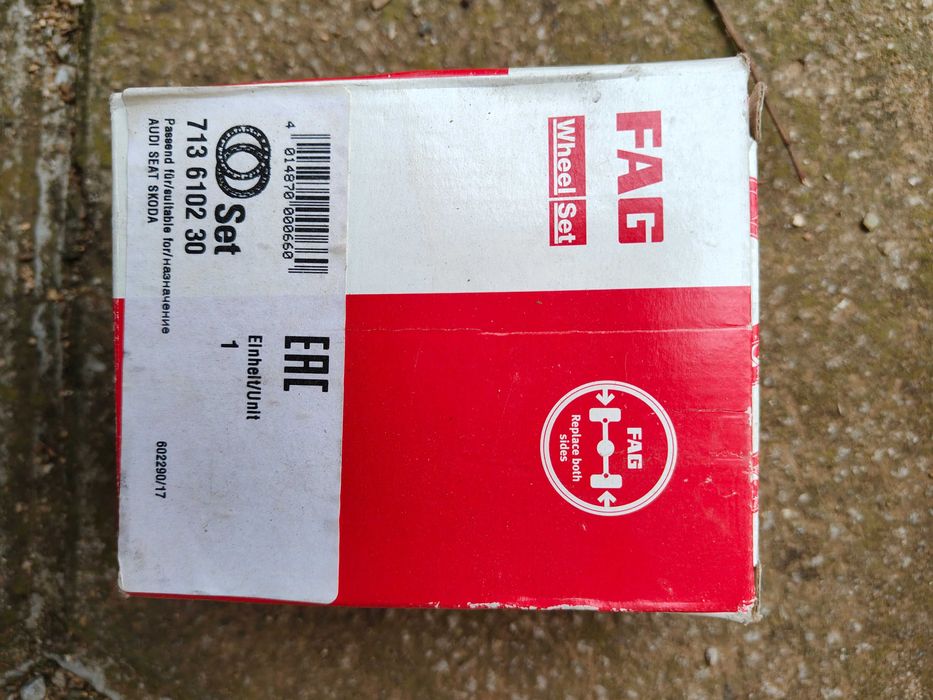 FAG
Wheel Set
FAG
Replace both
sides
4 014870 000660
Set
713 6102 30
Passend für/suitable for/назначение
AUDI SEAT SKODA
EAC
Einheit/Unit
1
602290/17